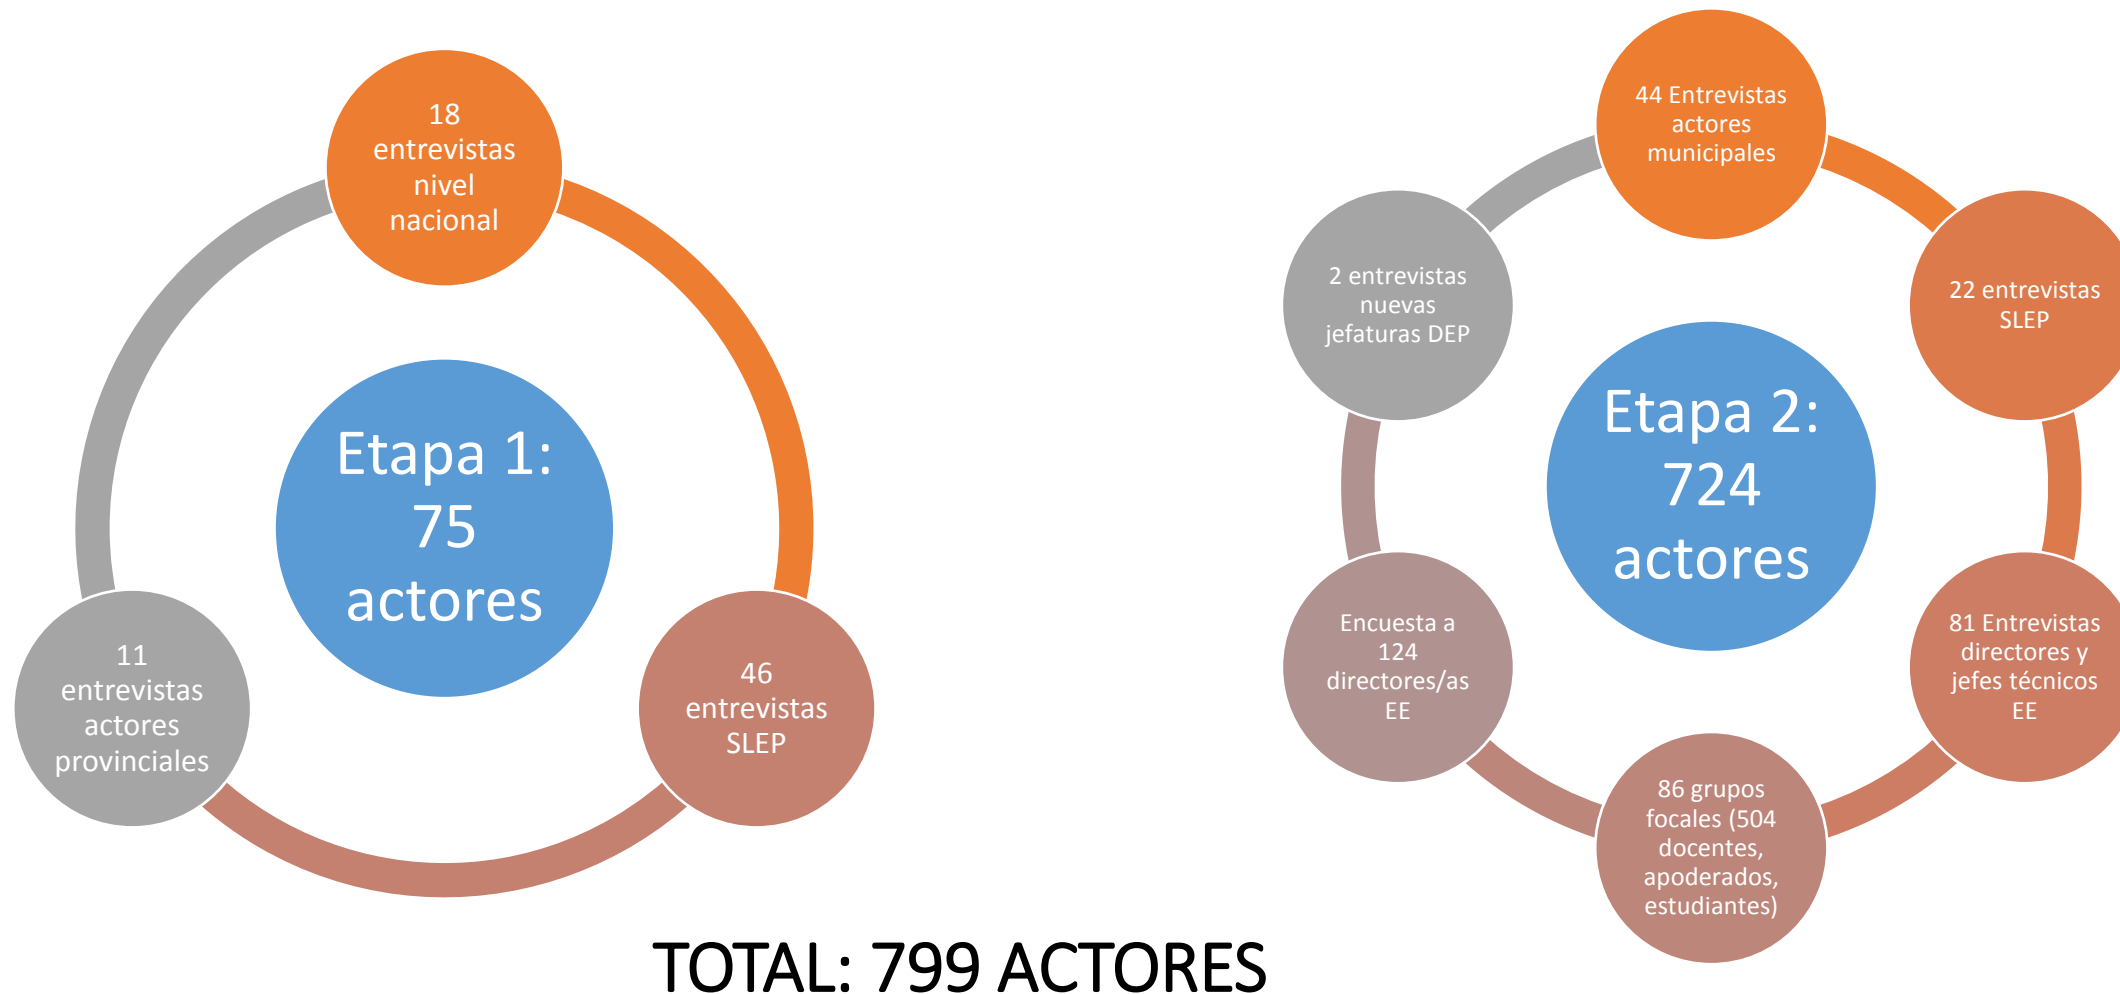 18
entrevistas
nivel
nacional
Etapa 1:
75
actores
11
entrevistas
actores
provinciales
46
entrevistas
SLEP
44 Entrevistas
actores
municipales
2 entrevistas
nuevas
jefaturas DEP
22 entrevistas
SLEP
Etapa 2:
724
actores
Encuesta a
124
directores/as
EE
81 Entrevistas
directores y
jefes técnicos
EE
86 grupos
focales (504
docentes,
apoderados,
estudiantes)
TOTAL: 799 ACTORES